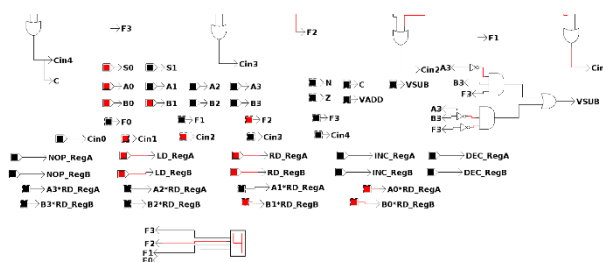 F3
F2
F1
Cin4
C
Cin3
Cin2
Cin
S0 S1
A0 A1 A2 A3
B0 B1 B2 B3
N C VSUB
Z VADD
F0 F1 F2 F3
Cin0 Cin1 Cin2 Cin3 Cin4
A3
B3
F3
A3
B3
F3
VSUB
NOP_RegA LD_RegA RD_RegA INC_RegA DEC_RegA
NOP_RegB LD_RegB RD_RegB INC_RegB DEC_RegB
A3*RD_RegA A2*RD_RegA A1*RD_RegA A0*RD_RegA
B3*RD_RegB B2*RD_RegB B1*RD_RegB B0*RD_RegB
F3
F2
F1
F0